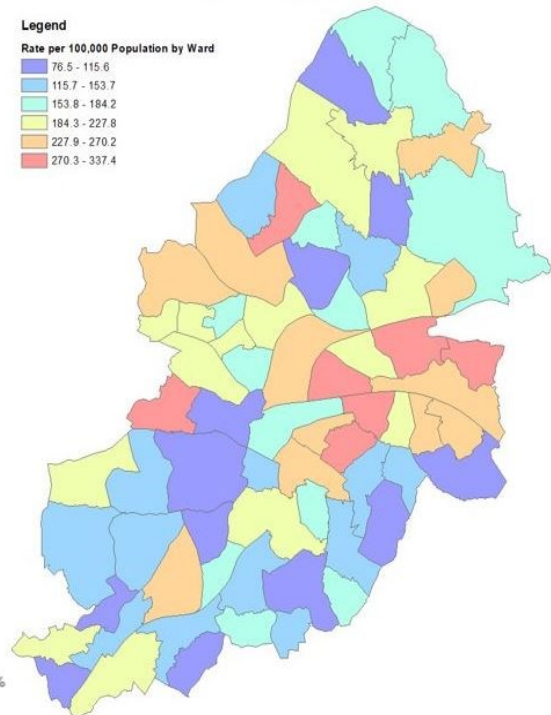 Legend
Rate per 100,000 Population by Ward
76.5 - 115.6
115.7 - 153.7
153.8 - 184.2
184.3 - 227.8
227.9 - 270.2
270.3 - 337.4
%